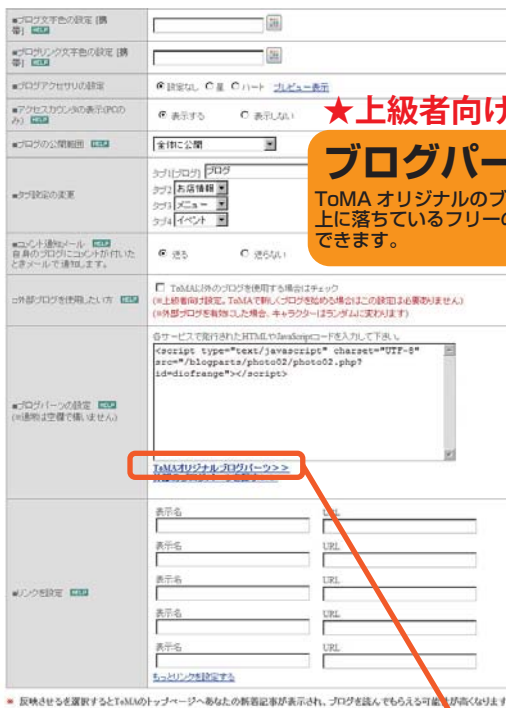 ■ブログ文字色の設定 [携
帯] HELP
■ブログリンク文字色の設定 [携
帯] HELP
■ブログアクセサリの設定
設定なし 星 ハート プレビュー表示
■アクセスカウンタの表示(PCの
み) HELP
表示する 表示しない
★上級者向け
■ブログの公開範囲 HELP
全体に公開
ブログパー
ToMA オリジナルのブ
上に落ちているフリーの
できます。
■タブ設定の変更
タブ1[ブログ] ブログ
タブ2 お店情報
タブ3 メニュー
タブ4 イベント
■コメント通知メール HELP
自身のブログにコメントが付いた
ときメールで通知します。
送る 送らない
□外部ブログを使用したい方 HELP
ToMA以外のブログを使用する場合はチェック
(※上級者向け設定。ToMAで新しくブログを始める場合はこの設定は必要ありません)
(※外部ブログを有効にした場合、キャラクターはランダムに変わります)
各サービスで発行されたHTMLやJavaScriptコードを入力して下さい。
<script type="text/javascript" charset="UTF-8"
src="/blogparts/photo02/photo02.php?
id=diofrange"></script>
■ブログパーツの設定 HELP
(※通常は空欄で構いません)
ToMAオリジナルブログパーツ>>
■リンクを設定 HELP
表示名 URL
表示名 URL
表示名 URL
表示名 URL
表示名 URL
もっとリンクを設定する
■ 反映させるを選択するとToMAのトップページへあなたの新着記事が表示され、ブログを読んでもらえる可能性が高くなります